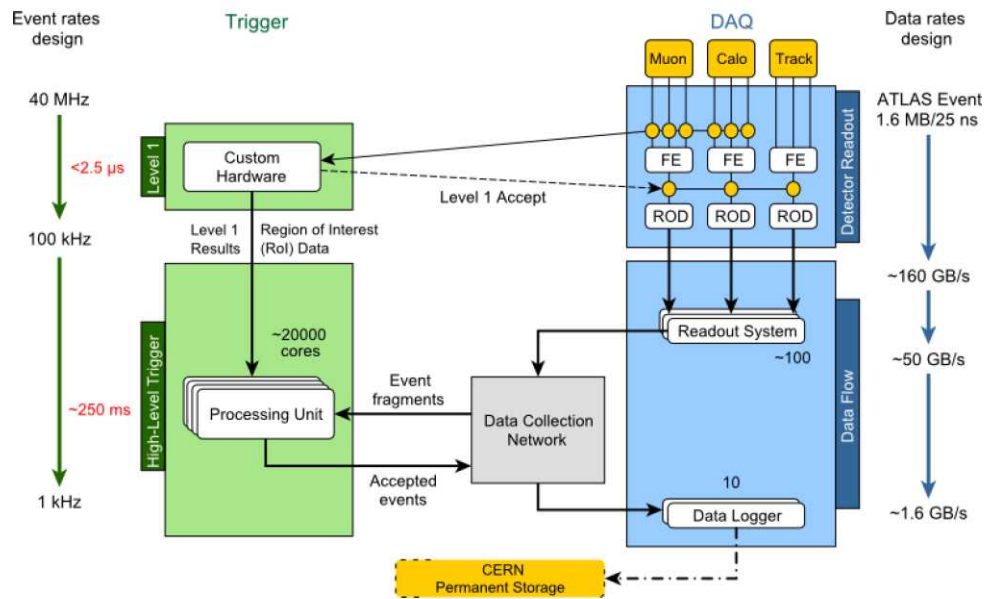 Event rates
design
Trigger
DAQ
Data rates
design
Muon
Calo
Track
40 MHz
ATLAS Event
1.6 MB/25 ns
<2.5 µs
Level 1
Custom
Hardware
FE
FE
FE
Detector Readout
Level 1 Accept
ROD
ROD
ROD
100 kHz
Level 1
Results
Region of Interest
(RoI) Data
~160 GB/s
~20000
cores
Readout System
~100
~50 GB/s
High-Level Trigger
~250 ms
Processing Unit
Event
fragments
Data Collection
Network
Data Flow
Accepted
events
1 kHz
10
Data Logger
~1.6 GB/s
CERN
Permanent Storage